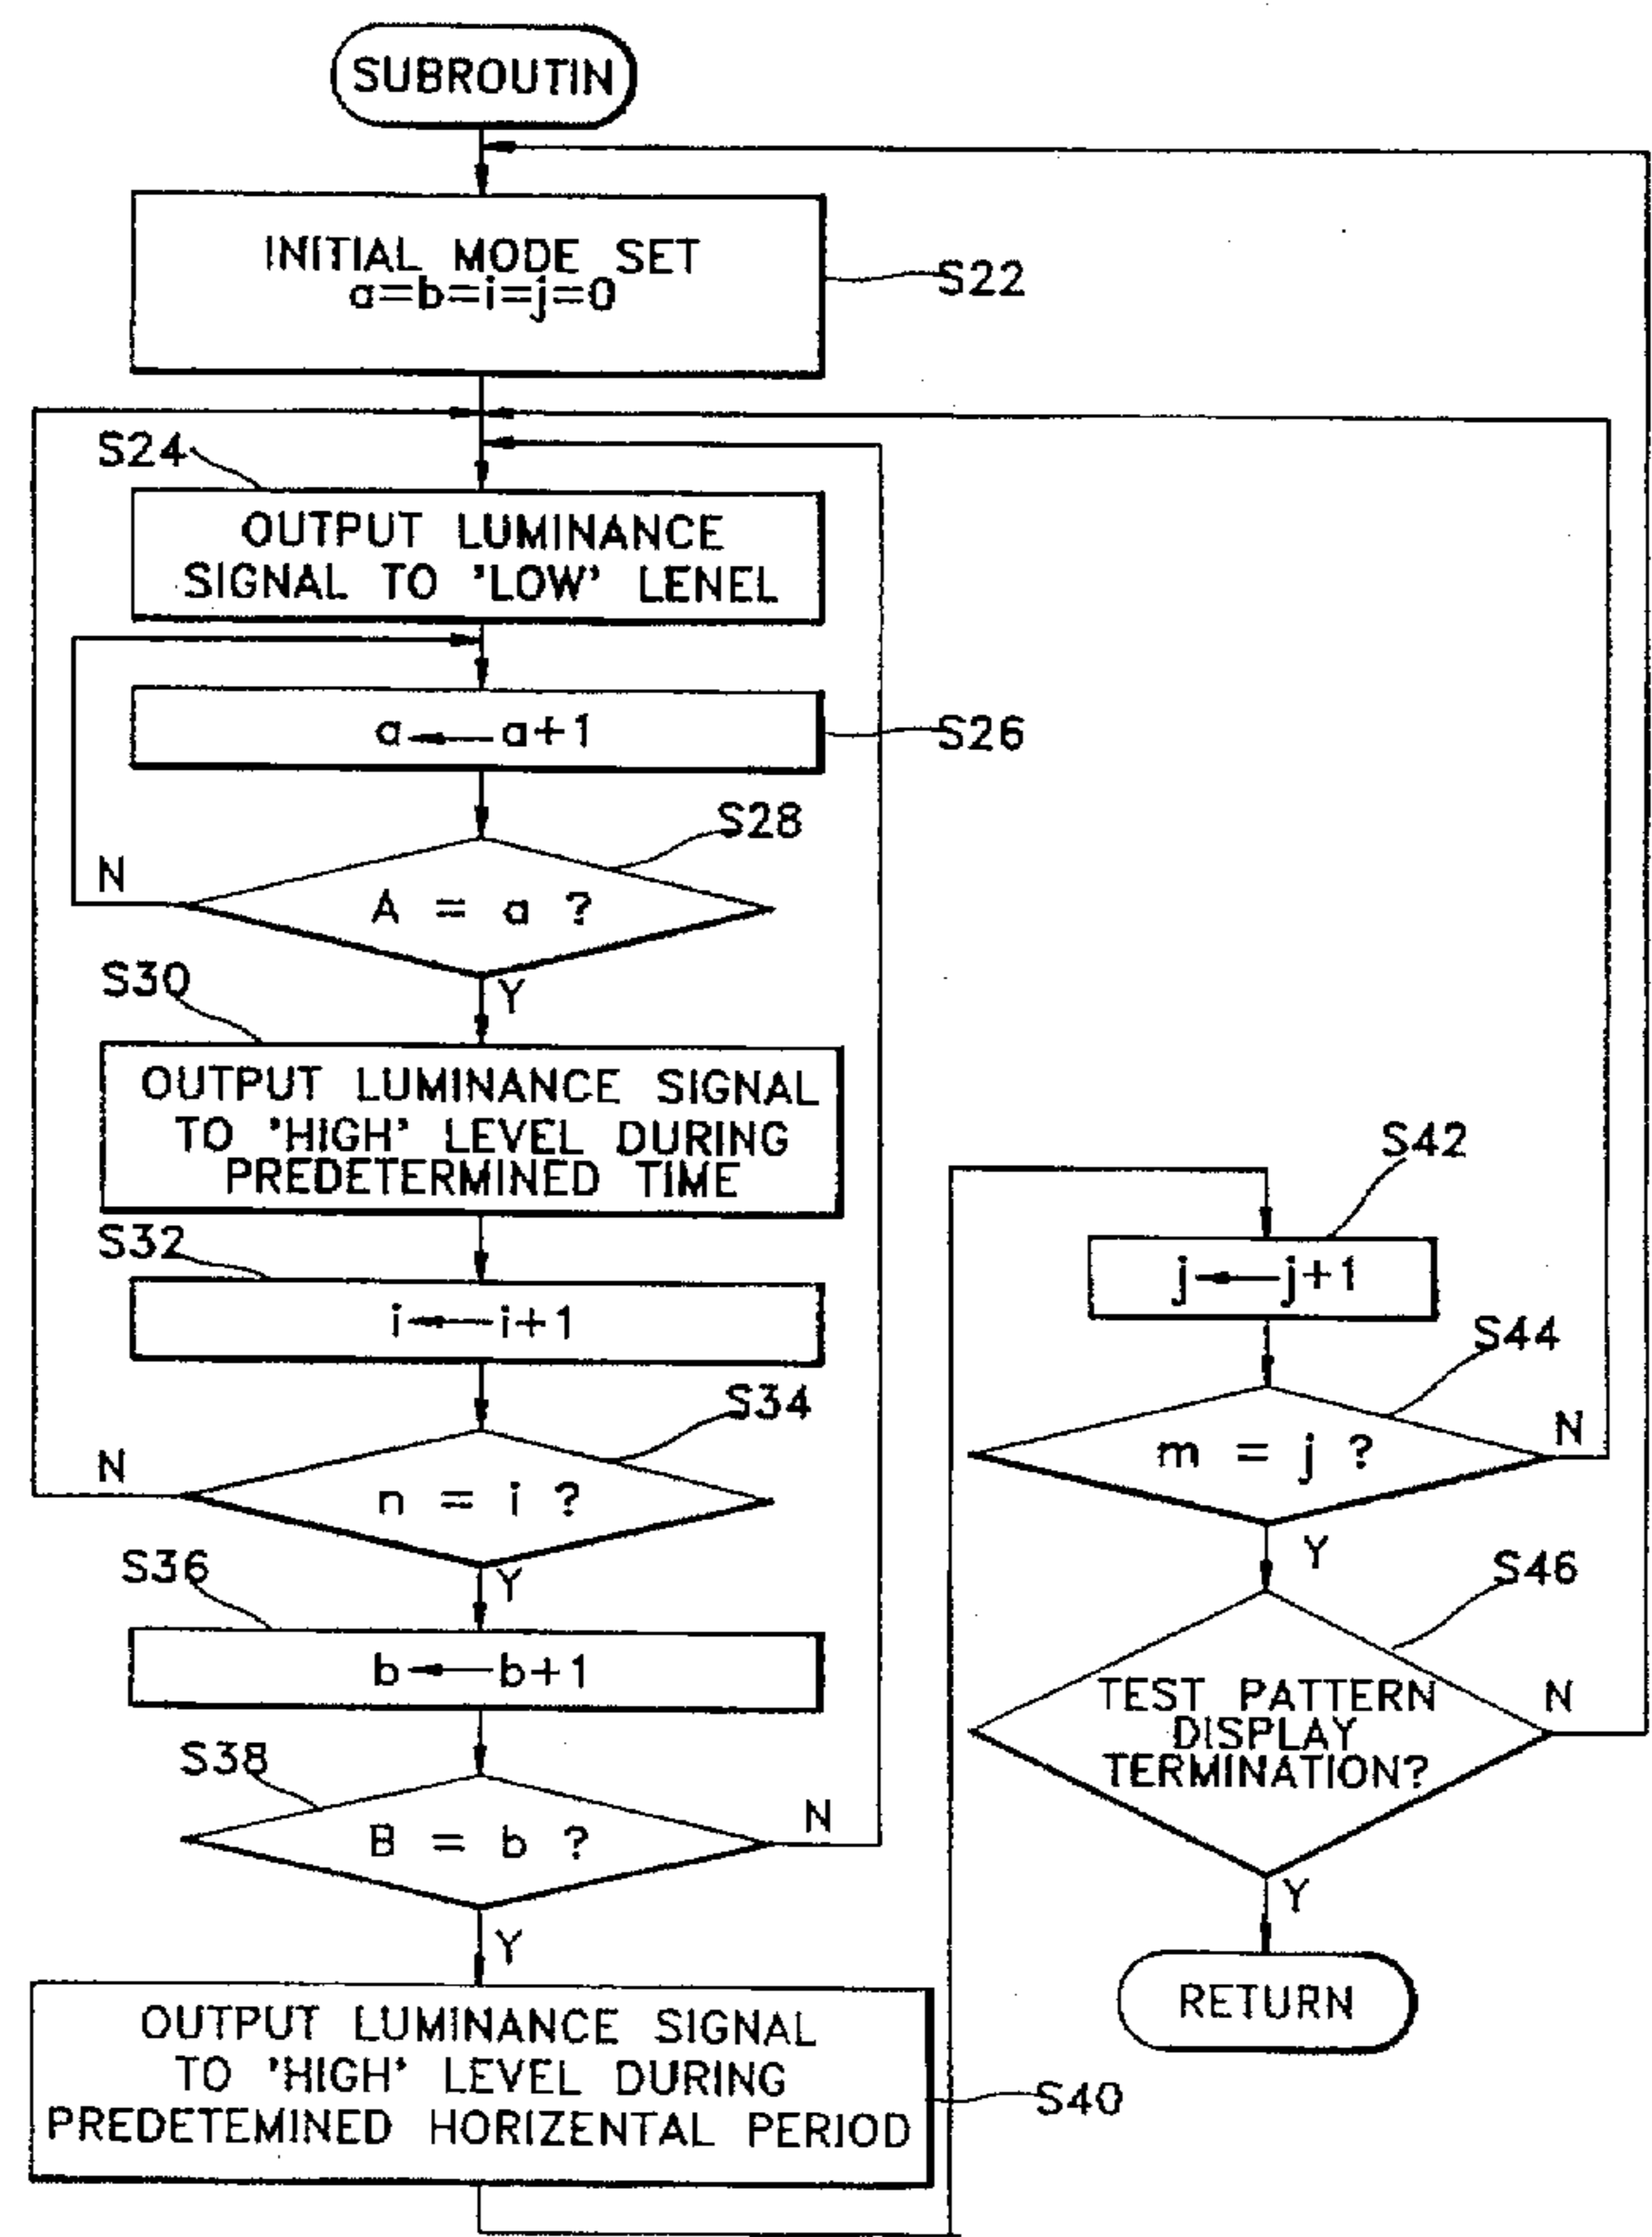 SUBROUTIN
INITIAL MODE SET
a=b=i=j=0
S22
S24
OUTPUT LUMINANCE
SIGNAL TO 'LOW' LENEL
a←a+1
S26
S28
N
A = a ?
Y
S30
OUTPUT LUMINANCE SIGNAL
TO 'HIGH' LEVEL DURING
PREDETERMINED TIME
S32
i←i+1
S34
N
n = i ?
Y
S36
b←b+1
S38
B = b ?
N
Y
OUTPUT LUMINANCE SIGNAL
TO 'HIGH' LEVEL DURING
PREDETEMINED HORIZENTAL PERIOD
S40
S42
j←j+1
S44
m = j ?
N
Y
S46
TEST PATTERN
DISPLAY
TERMINATION?
N
Y
RETURN